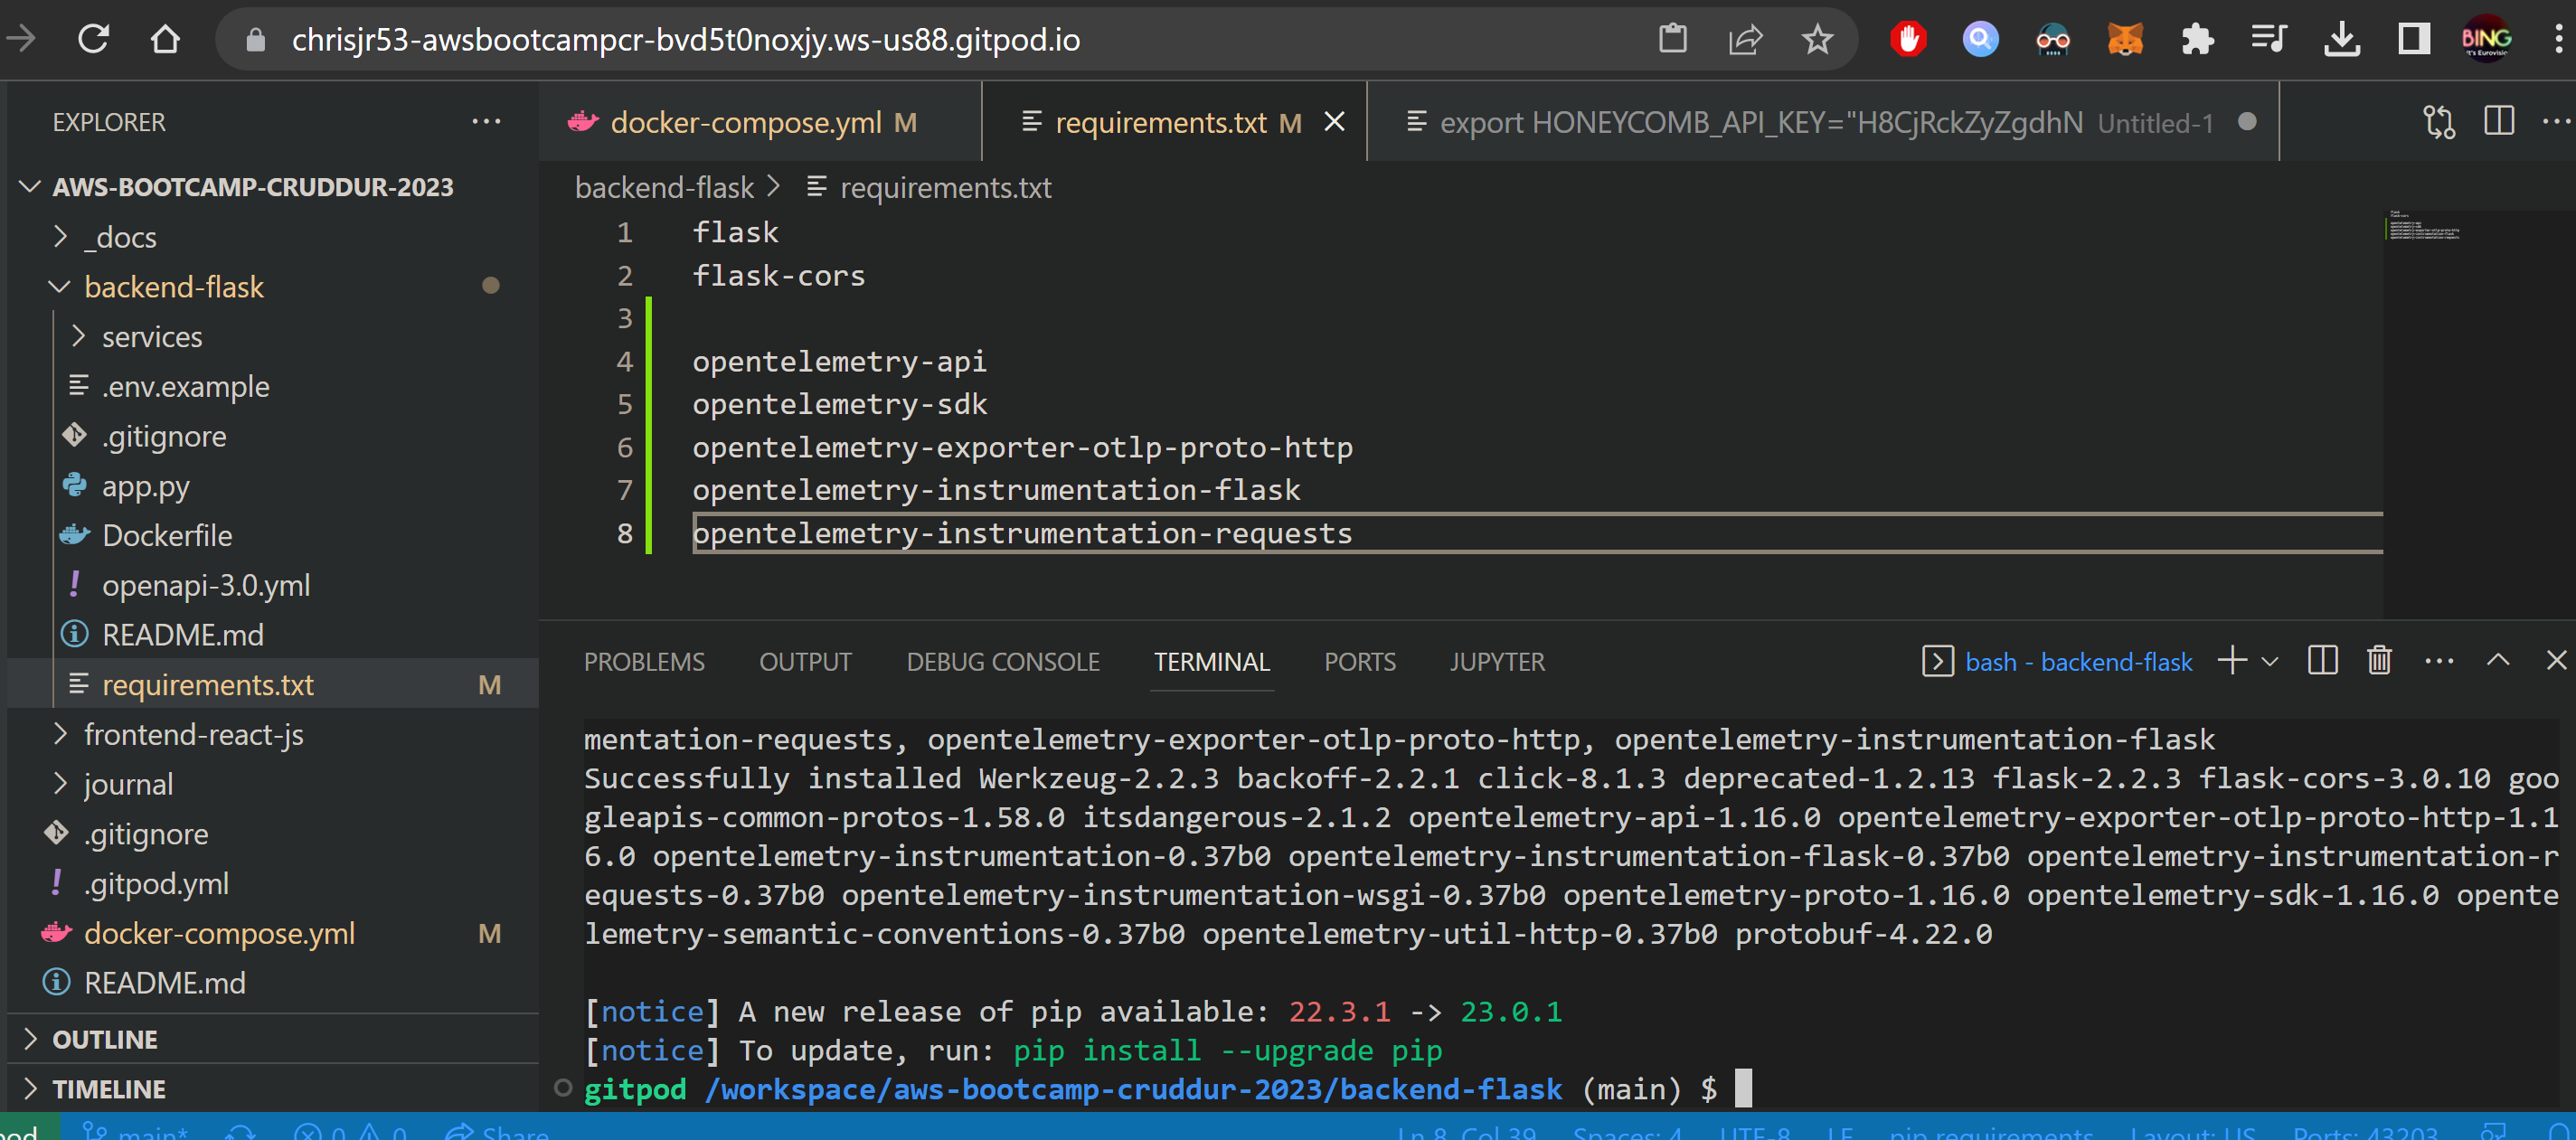 chrisjr53-awsbootcampcr-bvd5t0noxjy.ws-us88.gitpod.io
BING
EXPLORER
docker-compose.yml M
requirements.txt M
export HONEYCOMB_API_KEY="H8CjRckZyZgdhN Untitled-1
AWS-BOOTCAMP-CRUDDUR-2023
backend-flask > requirements.txt
_docs
backend-flask
services
.env.example
.gitignore
app.py
Dockerfile
openapi-3.0.yml
README.md
requirements.txt M
frontend-react-js
journal
.gitignore
.gitpod.yml
docker-compose.yml M
README.md
OUTLINE
TIMELINE
1 flask
2 flask-cors
3
4 opentelemetry-api
5 opentelemetry-sdk
6 opentelemetry-exporter-otlp-proto-http
7 opentelemetry-instrumentation-flask
8 opentelemetry-instrumentation-requests
PROBLEMS OUTPUT DEBUG CONSOLE TERMINAL PORTS JUPYTER
bash - backend-flask
mentation-requests, opentelemetry-exporter-otlp-proto-http, opentelemetry-instrumentation-flask
Successfully installed Werkzeug-2.2.3 backoff-2.2.1 click-8.1.3 deprecated-1.2.13 flask-2.2.3 flask-cors-3.0.10 goo
gleapis-common-protos-1.58.0 itsdangerous-2.1.2 opentelemetry-api-1.16.0 opentelemetry-exporter-otlp-proto-http-1.1
6.0 opentelemetry-instrumentation-0.37b0 opentelemetry-instrumentation-flask-0.37b0 opentelemetry-instrumentation-r
equests-0.37b0 opentelemetry-instrumentation-wsgi-0.37b0 opentelemetry-proto-1.16.0 opentelemetry-sdk-1.16.0 opente
lemetry-semantic-conventions-0.37b0 opentelemetry-util-http-0.37b0 protobuf-4.22.0
[notice] A new release of pip available: 22.3.1 -> 23.0.1
[notice] To update, run: pip install --upgrade pip
gitpod /workspace/aws-bootcamp-cruddur-2023/backend-flask (main) $
pod main* 0 0 Share
Ln 8, Col 39 Spaces: 4 UTF-8 LF pip requirements Layout: US Ports: 43203